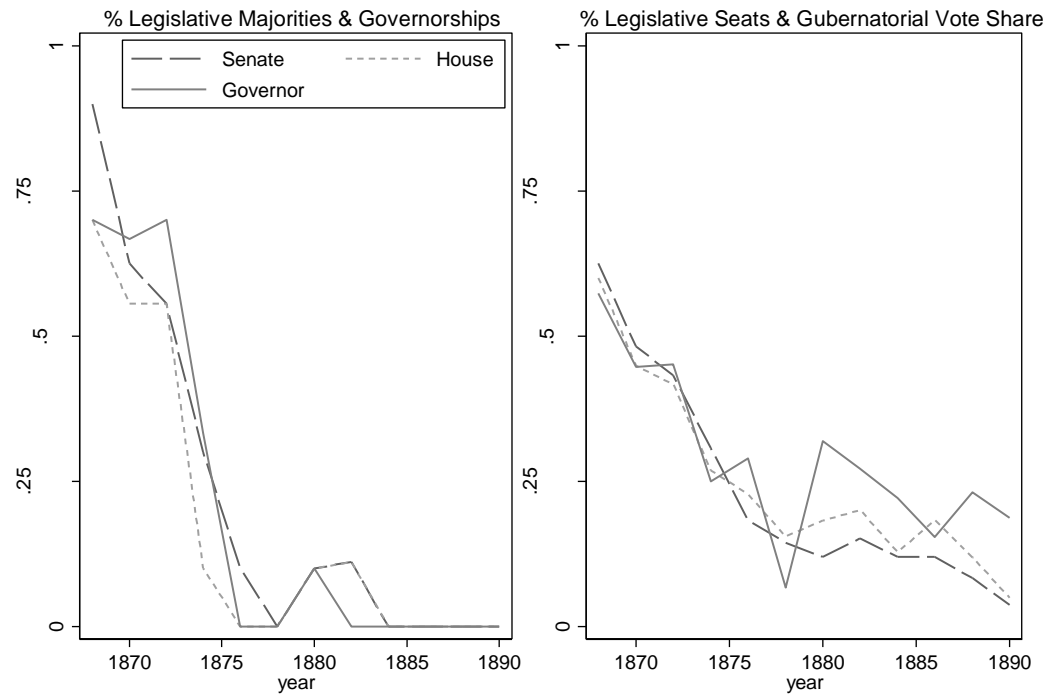 % Legislative Majorities & Governorships
Senate
House
Governor
1
.75
.5
.25
0
1870
1875
1880
1885
1890
year
% Legislative Seats & Gubernatorial Vote Share
1
.75
.5
.25
0
1870
1875
1880
1885
1890
year